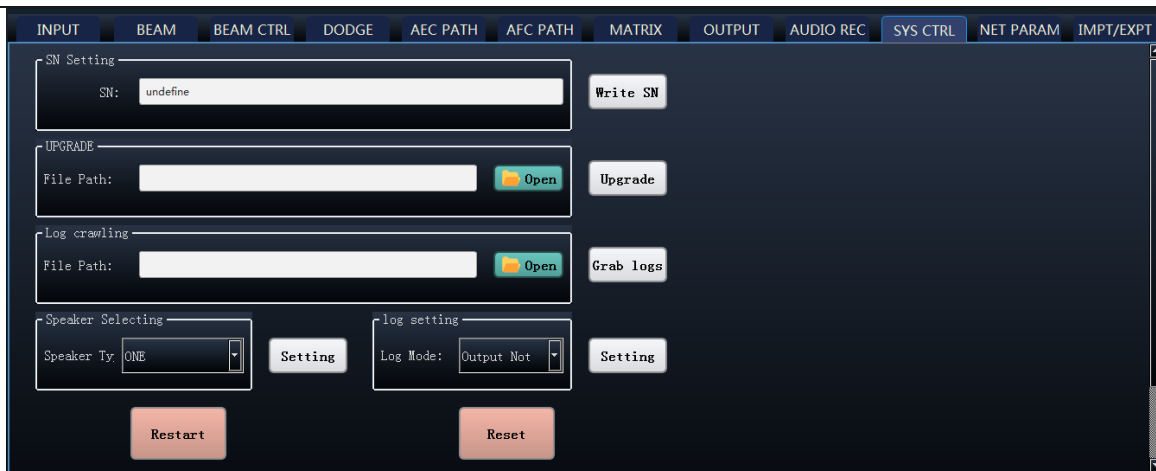 INPUT BEAM BEAM CTRL DODGE AEC PATH AFC PATH MATRIX OUTPUT AUDIO REC SYS CTRL NET PARAM IMPT/EXPT
SN Setting
SN: undefine Write SN
UPGRADE
File Path: Open Upgrade
Log crawling
File Path: Open Grab logs
Speaker Selecting log setting
Speaker Ty ONE Setting Log Mode: Output Not Setting
Restart Reset